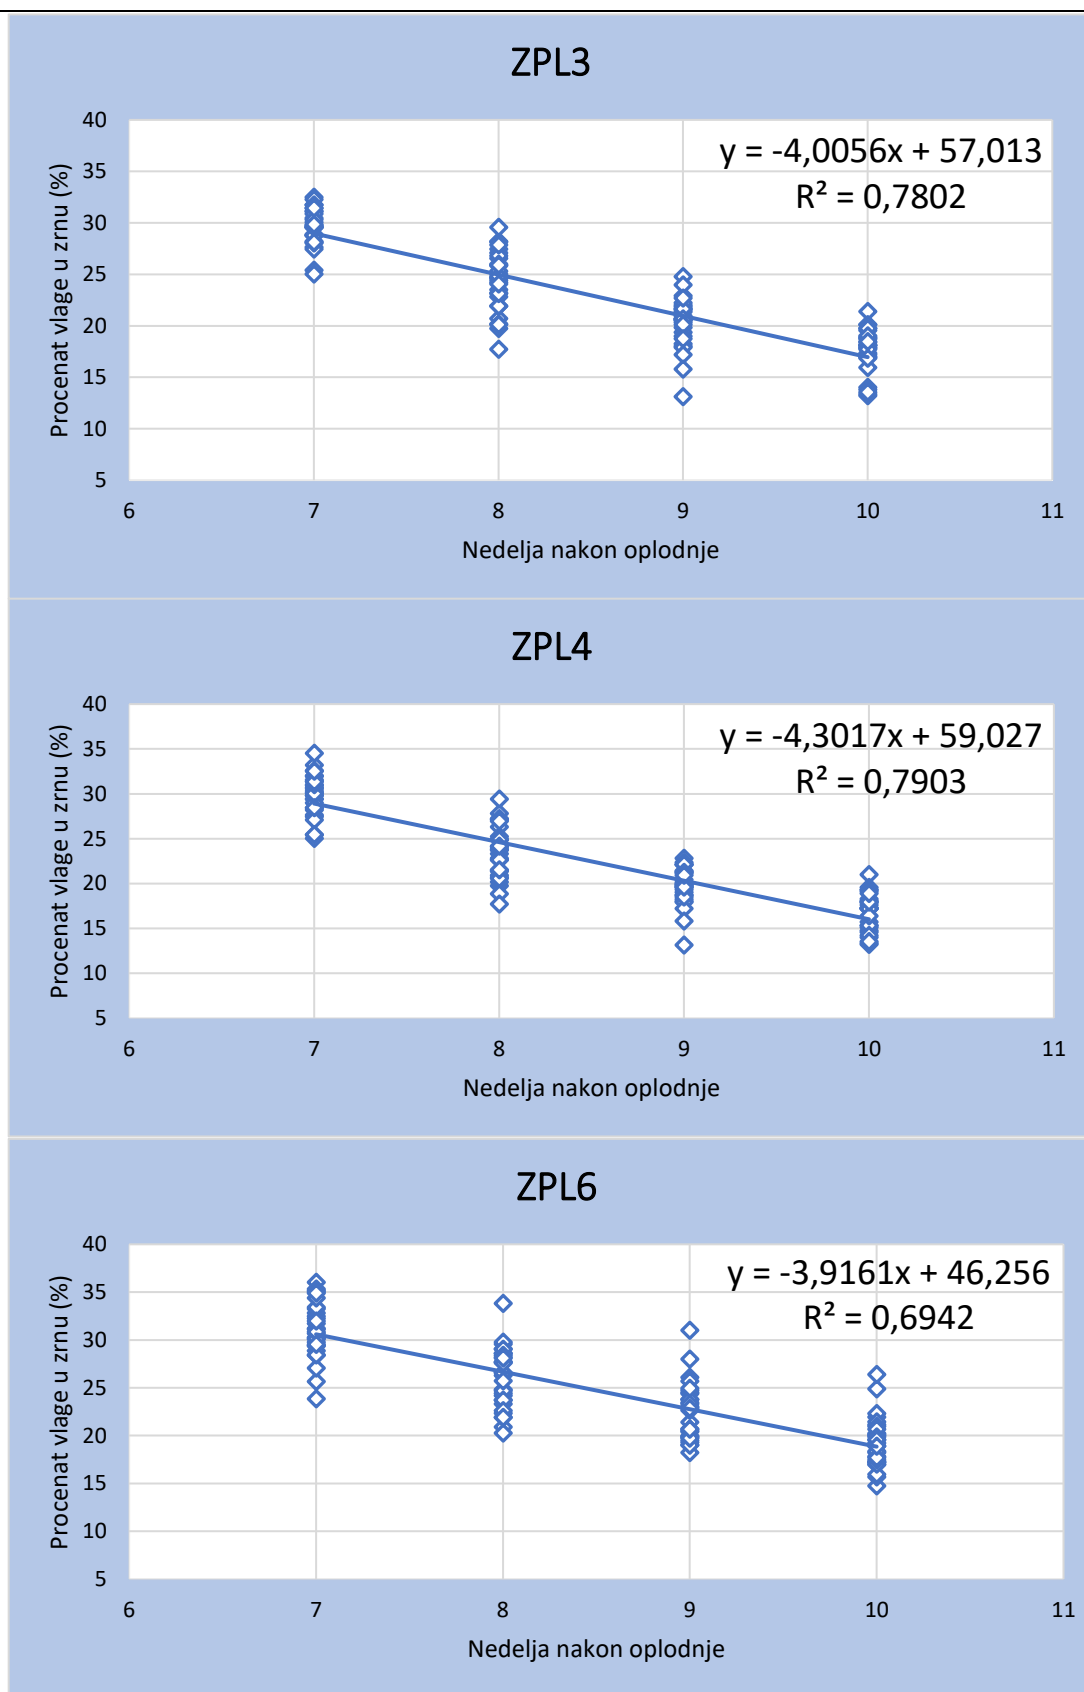 ZPL3
y = -4,0056x + 57,013
R² = 0,7802
40
35
30
25
20
15
10
5
Procenat vlage u zrnu (%)
6 7 8 9 10 11
Nedelja nakon oplodnje
ZPL4
y = -4,3017x + 59,027
R² = 0,7903
40
35
30
25
20
15
10
5
Procenat vlage u zrnu (%)
6 7 8 9 10 11
Nedelja nakon oplodnje
ZPL6
y = -3,9161x + 46,256
R² = 0,6942
40
35
30
25
20
15
10
5
Procenat vlage u zrnu (%)
6 7 8 9 10 11
Nedelja nakon oplodnje